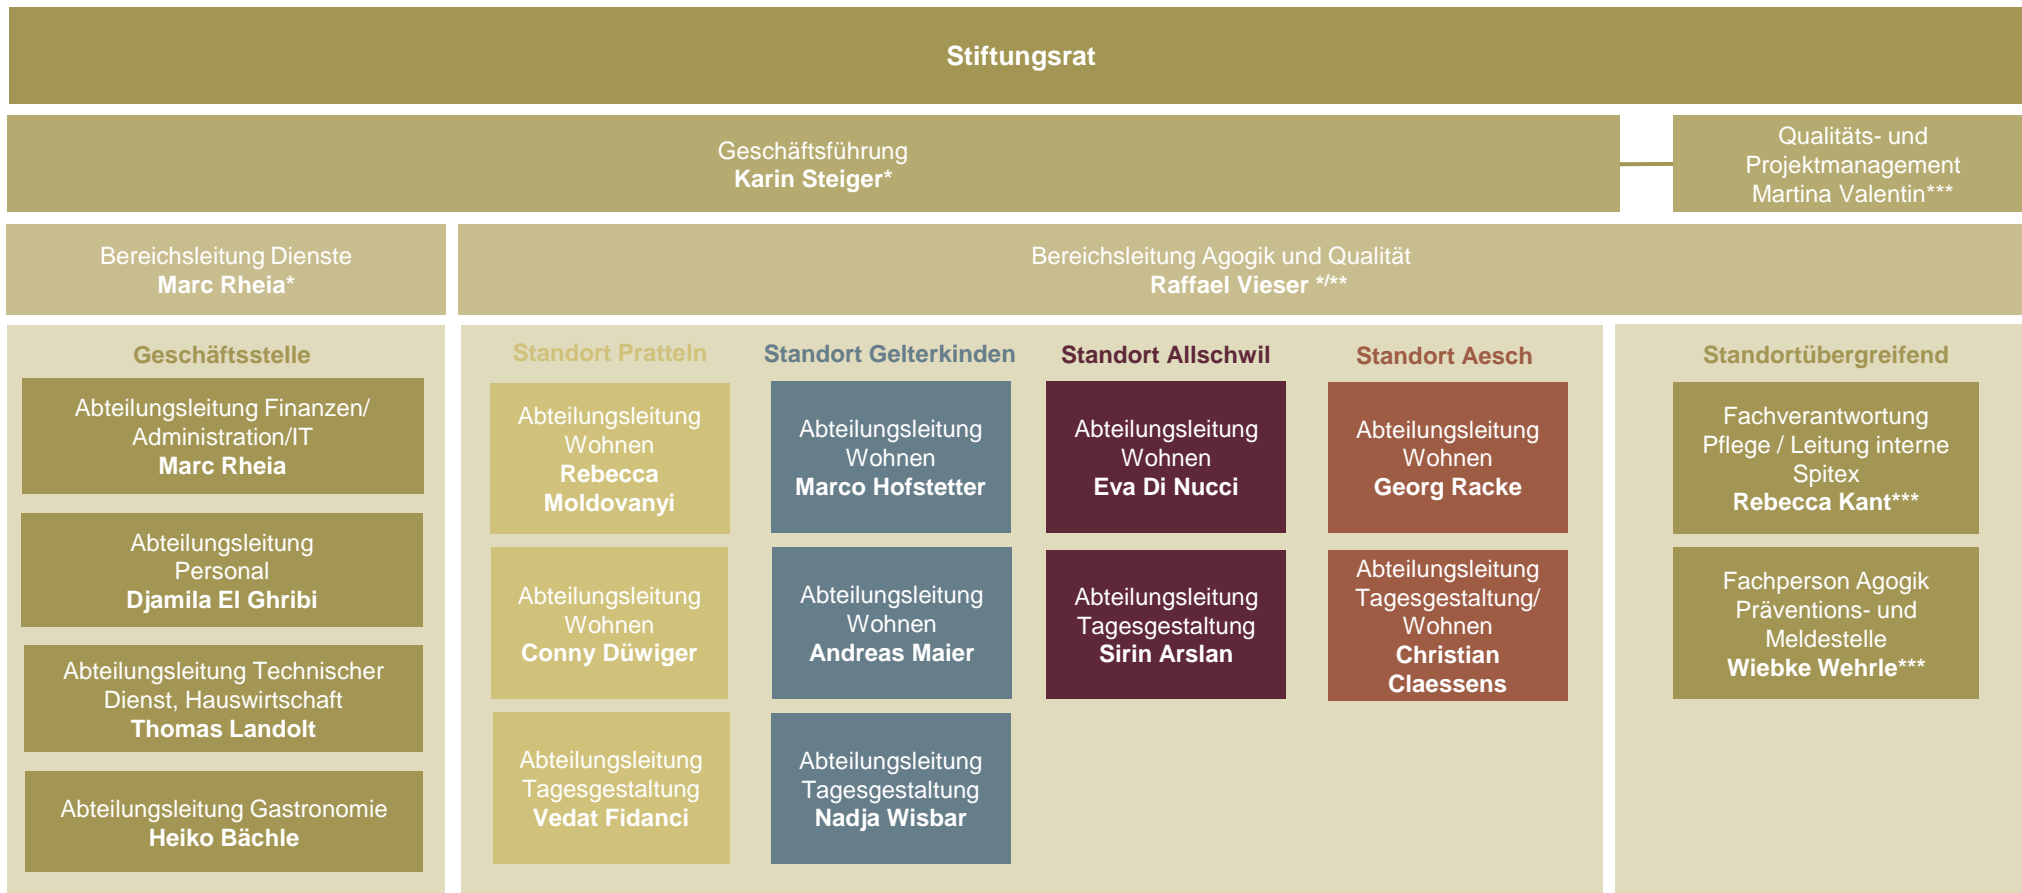 Stiftungsrat
Geschäftsführung
Karin Steiger*
Qualitäts- und
Projektmanagement
Martina Valentin***
Bereichsleitung Dienste
Marc Rheia*
Bereichsleitung Agogik und Qualität
Raffael Vieser */**
Geschäftsstelle
Abteilungsleitung Finanzen/
Administration/IT
Marc Rheia
Abteilungsleitung
Personal
Djamila El Ghribi
Abteilungsleitung Technischer
Dienst, Hauswirtschaft
Thomas Landolt
Abteilungsleitung Gastronomie
Heiko Bächle
Standort Pratteln
Abteilungsleitung
Wohnen
Rebecca
Moldovanyi
Abteilungsleitung
Wohnen
Conny Düwiger
Abteilungsleitung
Tagesgestaltung
Vedat Fidanci
Standort Gelterkinden
Abteilungsleitung
Wohnen
Marco Hofstetter
Abteilungsleitung
Wohnen
Andreas Maier
Abteilungsleitung
Tagesgestaltung
Nadja Wisbar
Standort Allschwil
Abteilungsleitung
Wohnen
Eva Di Nucci
Abteilungsleitung
Tagesgestaltung
Sirin Arslan
Standort Aesch
Abteilungsleitung
Wohnen
Georg Racke
Abteilungsleitung
Tagesgestaltung/
Wohnen
Christian
Claessens
Standortübergreifend
Fachverantwortung
Pflege / Leitung interne
Spitex
Rebecca Kant***
Fachperson Agogik
Präventions- und
Meldestelle
Wiebke Wehrle***